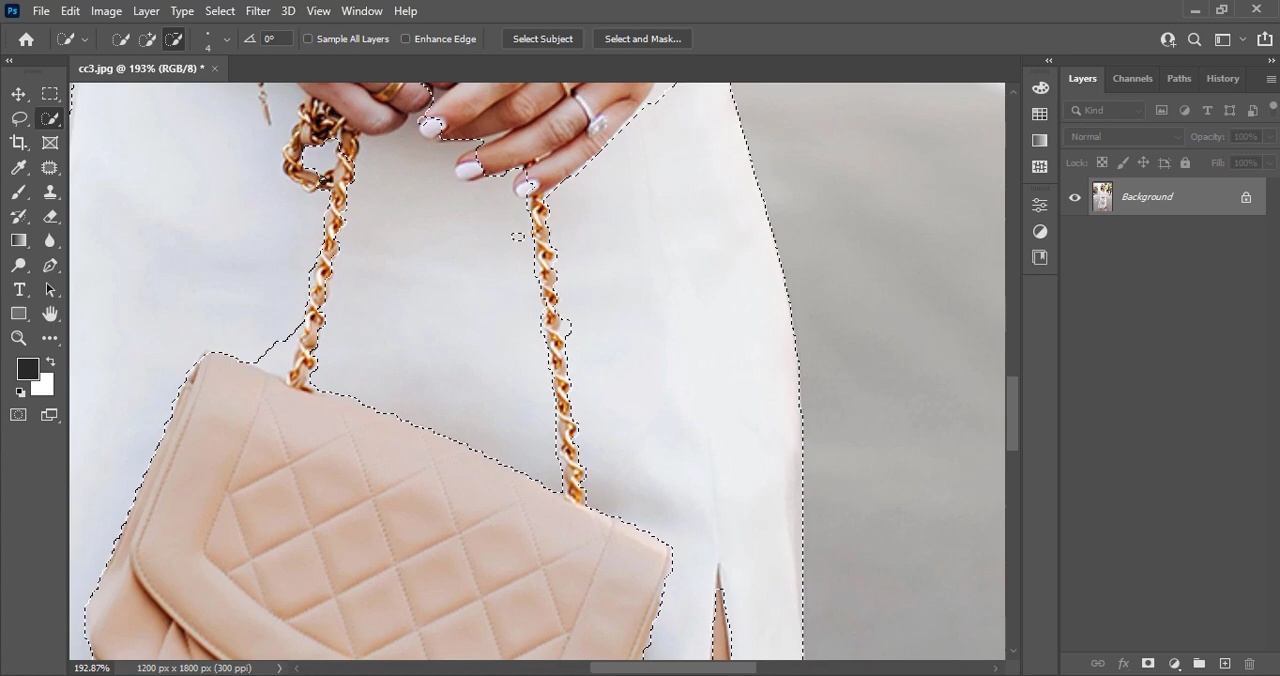 Ps File Edit Image Layer Type Select Filter 3D View Window Help
4 0° Sample All Layers Enhance Edge Select Subject Select and Mask...
cc3.jpg @ 193% (RGB/8) * ×
Layers Channels Paths History
Kind
Normal Opacity: 100%
Lock: Fill: 100%
Background
192.87% 1200 px x 1800 px (300 ppi)